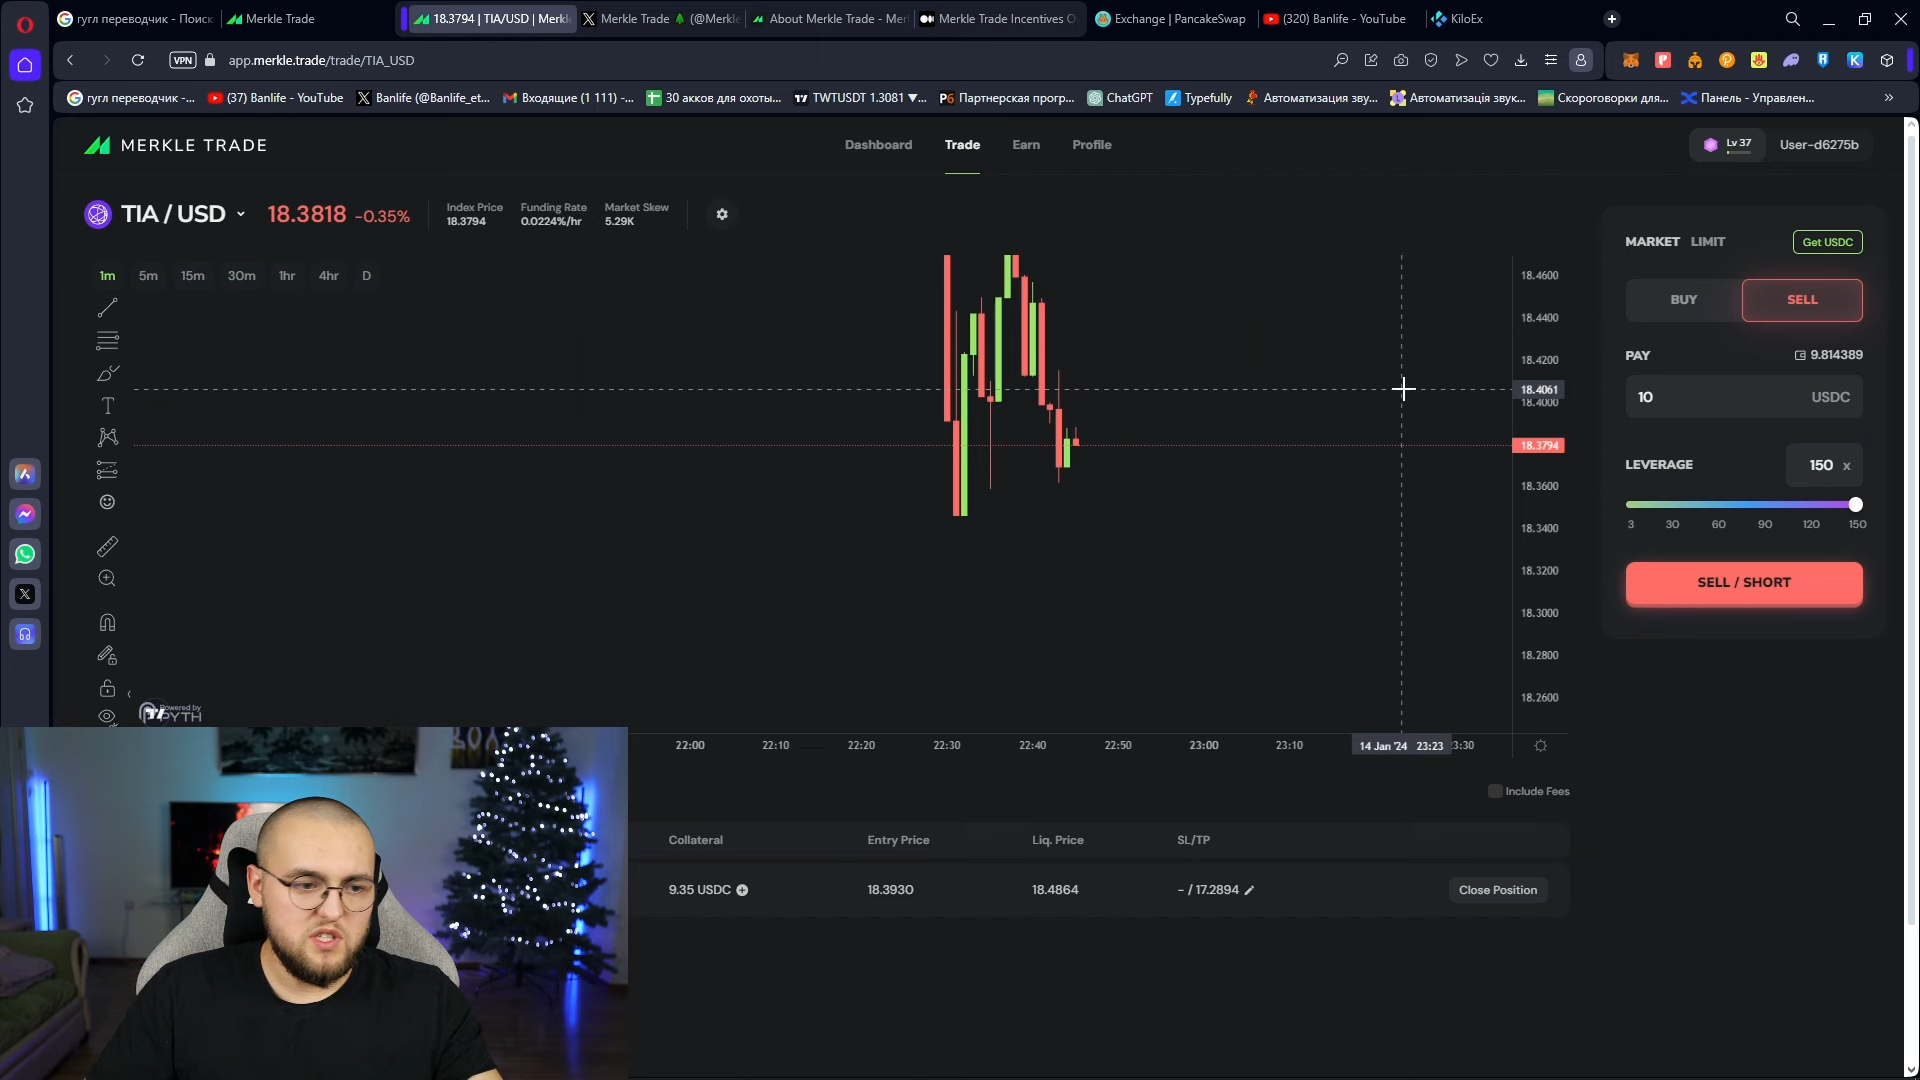 гугл переводчик - Поиск
Merkle Trade
18.3794 | TIA/USD | Merkl
Merkle Trade 🌲 (@Merkle
About Merkle Trade - Merl
Merkle Trade Incentives O
Exchange | PancakeSwap
(320) Banlife - YouTube
KiloEx
VPN
app.merkle.trade/trade/TIA_USD
гугл переводчик -...
(37) Banlife - YouTube
Banlife (@Banlife_et...
Входящие (1 111) -...
30 акков для охоты...
TWTUSDT 1.3081 ▼...
Партнерская прогр...
ChatGPT
Typefully
Автоматизация зву...
Автоматизація звук...
Скороговорки для...
Панель - Управлен...
MERKLE TRADE
Dashboard
Trade
Earn
Profile
Lv 37
User-d6275b
TIA / USD
18.3818 -0.35%
Index Price
18.3794
Funding Rate
0.0224%/hr
Market Skew
5.29K
1m 5m 15m 30m 1hr 4hr D
18.4600
18.4400
18.4200
18.4061
18.4000
18.3794
18.3600
18.3400
18.3200
18.3000
18.2800
18.2600
Powered by
PYTH
22:00 22:10 22:20 22:30 22:40 22:50 23:00 23:10 14 Jan '24 23:23 3:30
MARKET LIMIT
Get USDC
BUY
SELL
PAY
9.814389
10
USDC
LEVERAGE
150 x
3 30 60 90 120 150
SELL / SHORT
Include Fees
Collateral
Entry Price
Liq. Price
SL/TP
9.35 USDC
18.3930
18.4864
- / 17.2894
Close Position